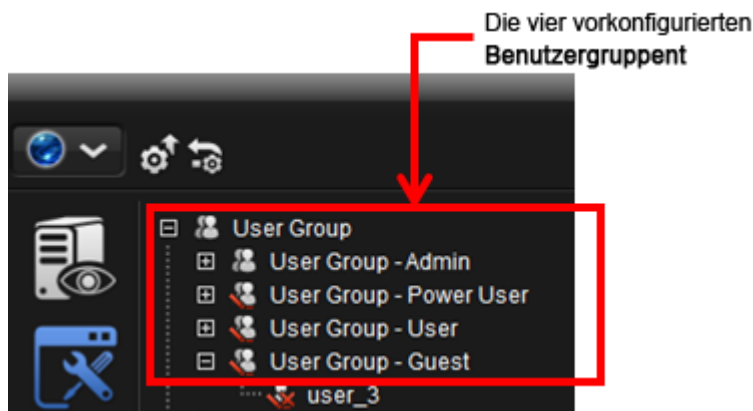 Die vier vorkonfigurierten
Benutzergruppent
User Group
User Group - Admin
User Group - Power User
User Group - User
User Group - Guest
user_3